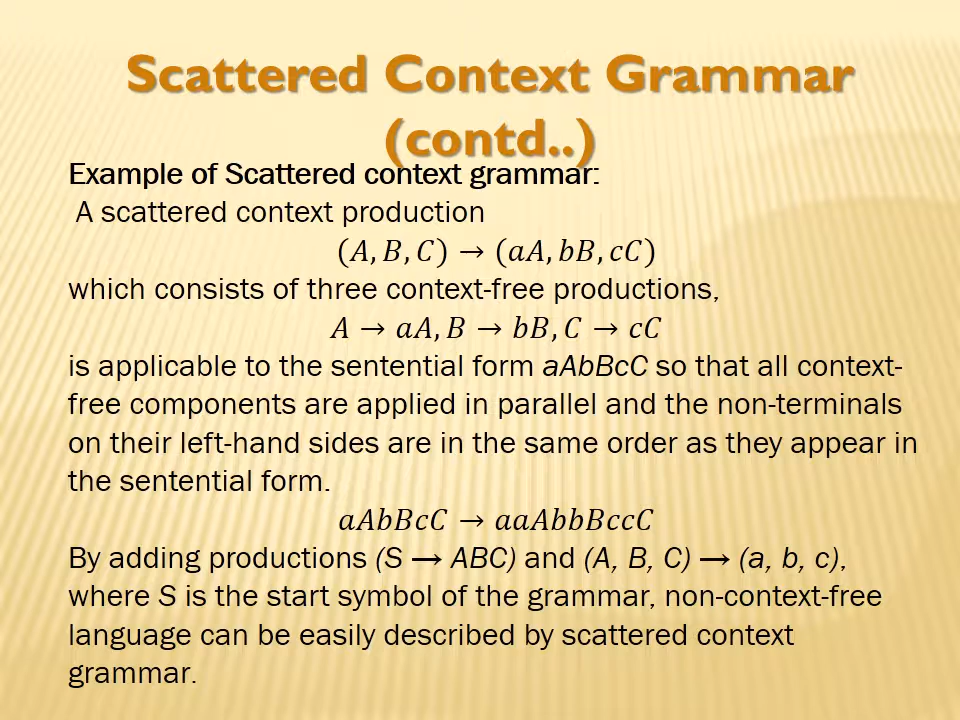 Scattered Context Grammar
(contd..)
Example of Scattered context grammar:
A scattered context production
(A, B, C) → (aA, bB, cC)
which consists of three context-free productions,
A → aA, B → bB, C → cC
is applicable to the sentential form aAbBcC so that all context-
free components are applied in parallel and the non-terminals
on their left-hand sides are in the same order as they appear in
the sentential form.
aAbBcC → aaAbbBccC
By adding productions (S → ABC) and (A, B, C) → (a, b, c),
where S is the start symbol of the grammar, non-context-free
language can be easily described by scattered context
grammar.